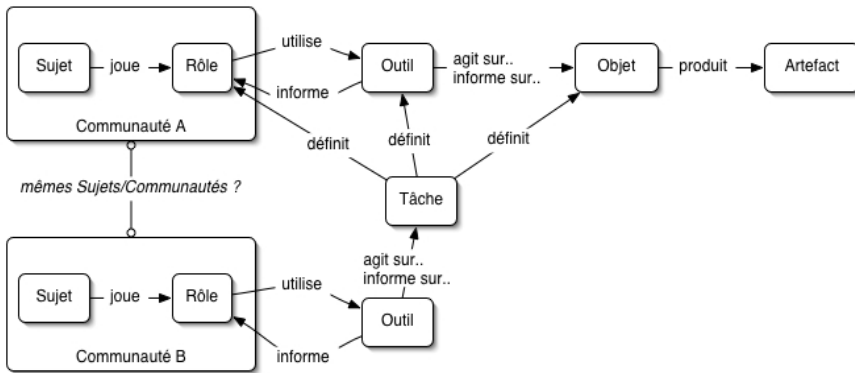 utilise
Sujet
joue
Rôle
Outil
agit sur..
informe sur..
Objet
produit
Artefact
informe
Communauté A
définit
définit
définit
mêmes Sujets/Communautés ?
Tâche
agit sur..
informe sur..
Sujet
joue
Rôle
utilise
Outil
informe
Communauté B